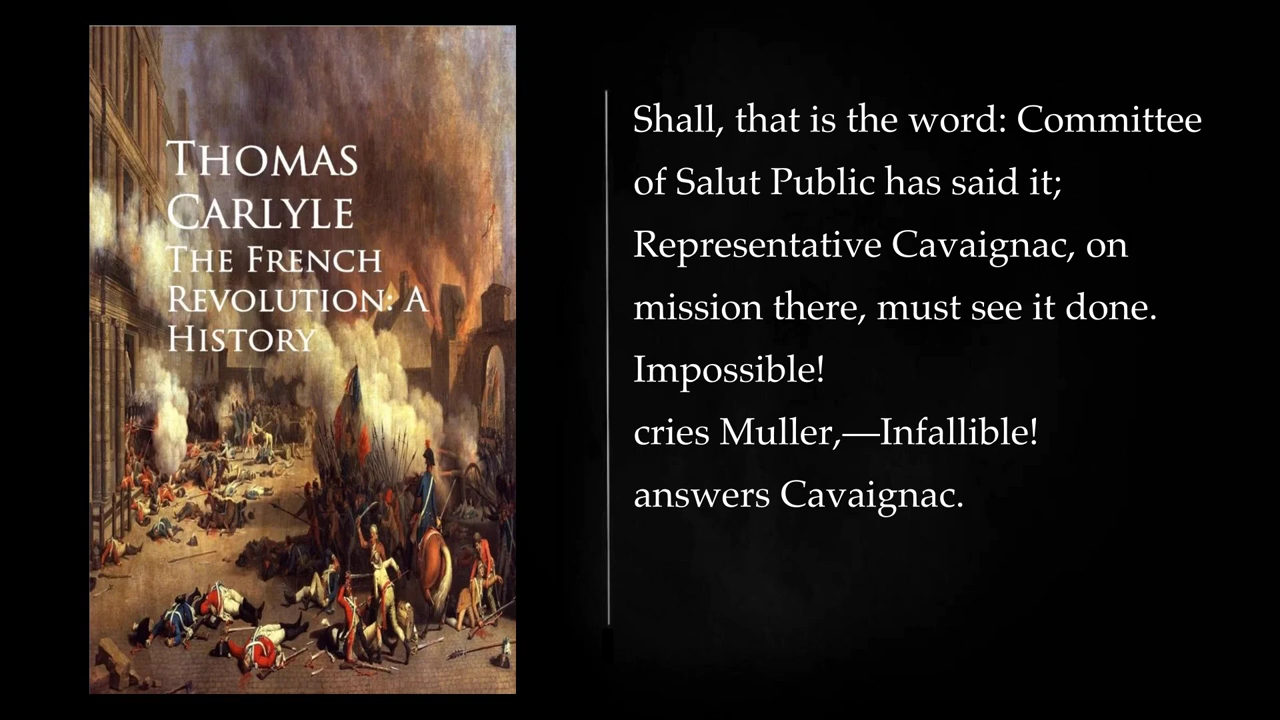 THOMAS
CARLYLE
THE FRENCH
REVOLUTION: A
HISTORY
Shall, that is the word: Committee
of Salut Public has said it;
Representative Cavaignac, on
mission there, must see it done.
Impossible!
cries Muller,—Infallible!
answers Cavaignac.